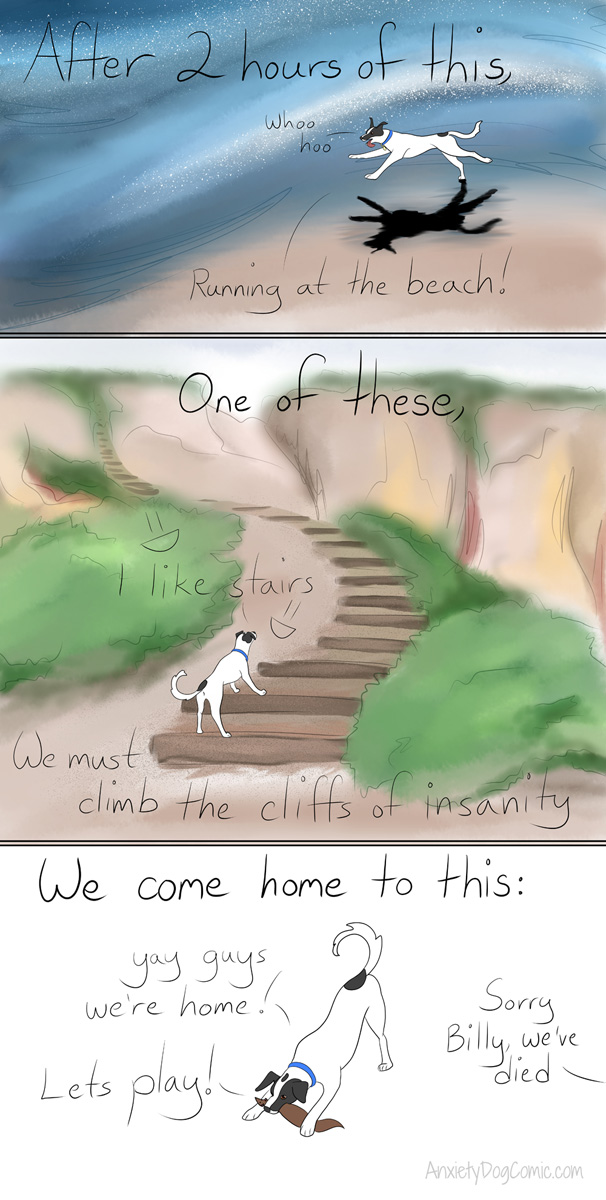 After 2 hours of this,
Whoo
hoo
Running at the beach!
One of these,
I like stairs
We must
climb the cliffs of insanity
We come home to this:
yay guys
we're home!
Lets play!
Sorry
Billy, we've
died
AnxietyDogComic.com